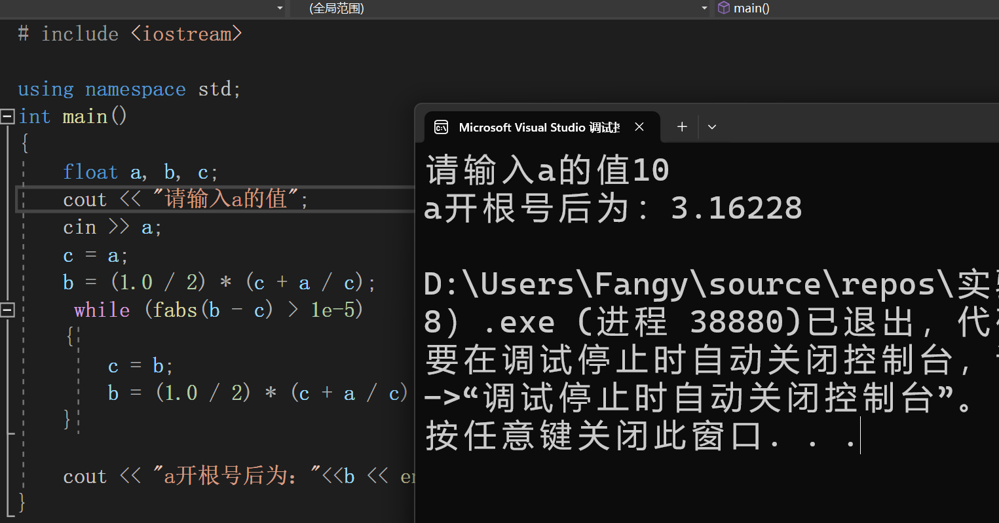 (全局范围)
main()
# include <iostream>
using namespace std;
int main()
{
float a, b, c;
cout << "请输入a的值";
cin >> a;
c = a;
b = (1.0 / 2) * (c + a / c);
while (fabs(b - c) > 1e-5)
{
c = b;
b = (1.0 / 2) * (c + a / c)
}
cout << "a开根号后为："<<b <<
}
Microsoft Visual Studio 调试
请输入a的值10
a开根号后为：3.16228
D:\Users\Fangy\source\repos\实
8）.exe (进程 38880)已退出，代
要在调试停止时自动关闭控制台，
->“调试停止时自动关闭控制台”。
按任意键关闭此窗口. . .